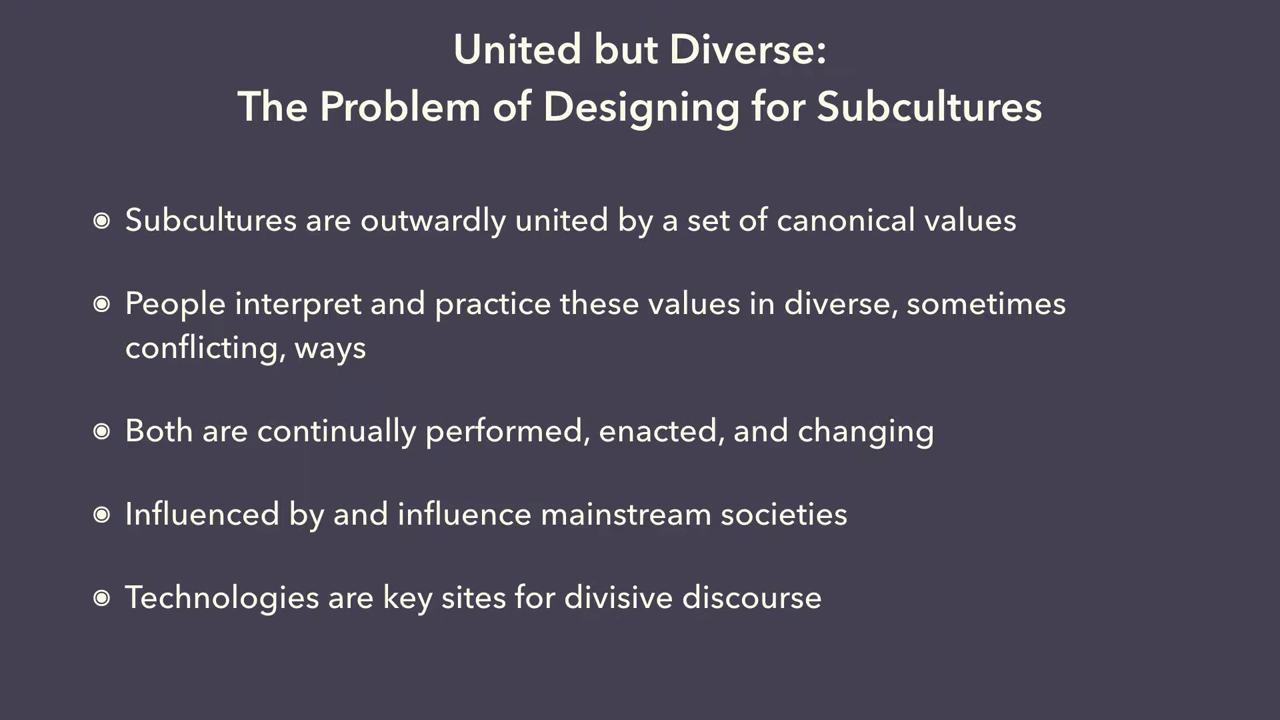 United but Diverse:
The Problem of Designing for Subcultures
◉ Subcultures are outwardly united by a set of canonical values
◉ People interpret and practice these values in diverse, sometimes
conflicting, ways
◉ Both are continually performed, enacted, and changing
◉ Influenced by and influence mainstream societies
◉ Technologies are key sites for divisive discourse